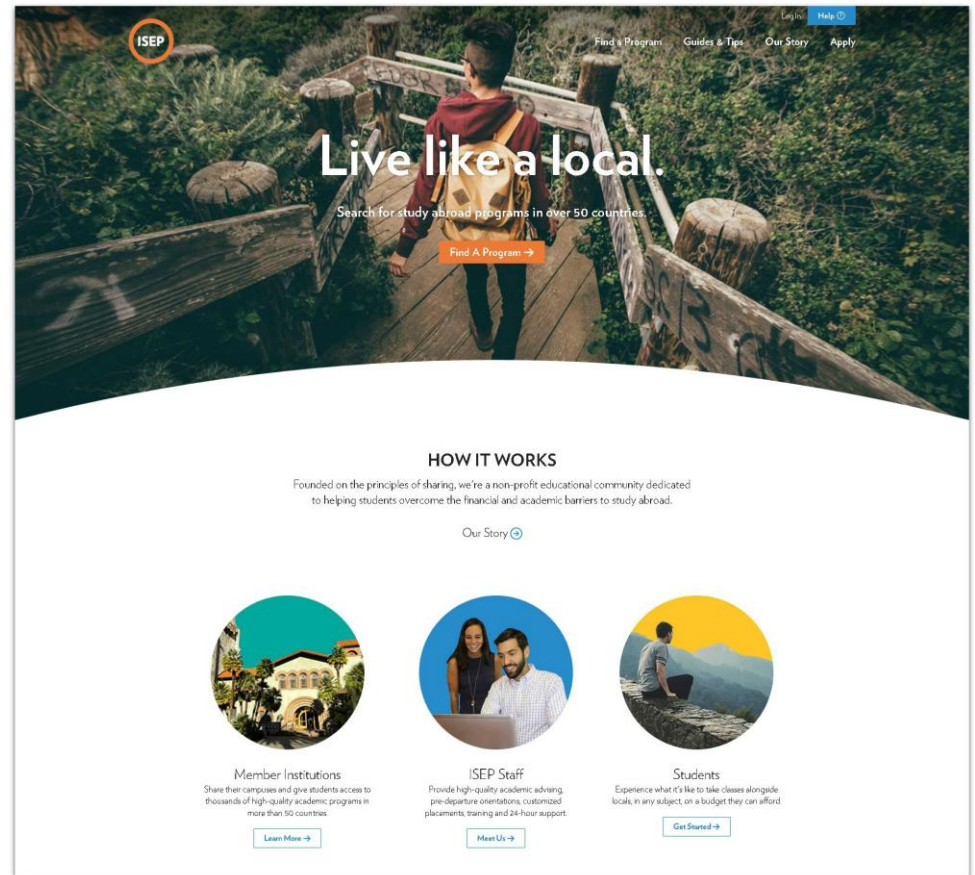 Log In
Help
ISEP
Find a Program
Guides & Tips
Our Story
Apply
Live like a local.
Search for study abroad programs in over 50 countries.
Find A Program →
HOW IT WORKS
Founded on the principles of sharing, we're a non-profit educational community dedicated
to helping students overcome the financial and academic barriers to study abroad.
Our Story
Member Institutions
Share their campuses and give students access to
thousands of high-quality academic programs in
more than 50 countries.
Learn More →
ISEP Staff
Provide high-quality academic advising,
pre-departure orientations, customized
placements, training and 24-hour support.
Meet Us →
Students
Experience what it's like to take classes alongside
locals, in any subject, on a budget they can afford.
Get Started →